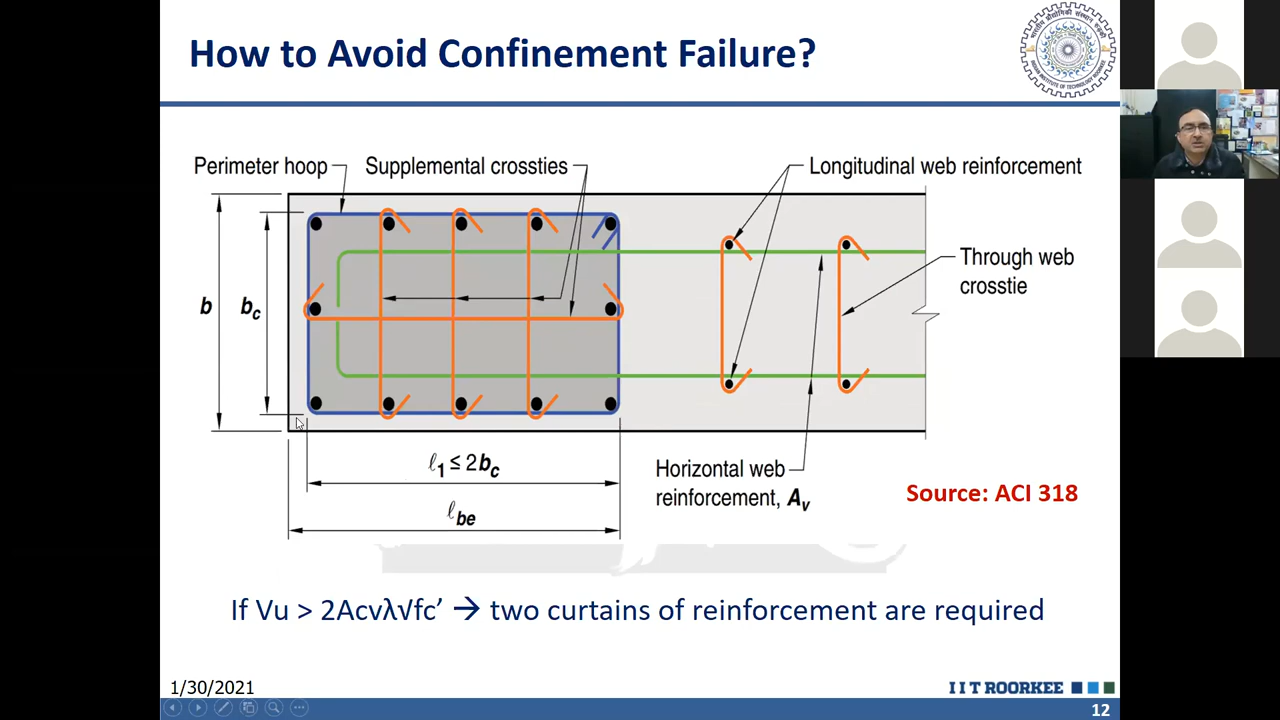 How to Avoid Confinement Failure?
Perimeter hoop
Supplemental crossties
Longitudinal web reinforcement
Through web
crosstie
b
bc
ℓ1 ≤ 2bc
ℓbe
Horizontal web
reinforcement, Av
Source: ACI 318
If Vu > 2Acvλ√fc’ → two curtains of reinforcement are required
1/30/2021
I I T ROORKEE
12